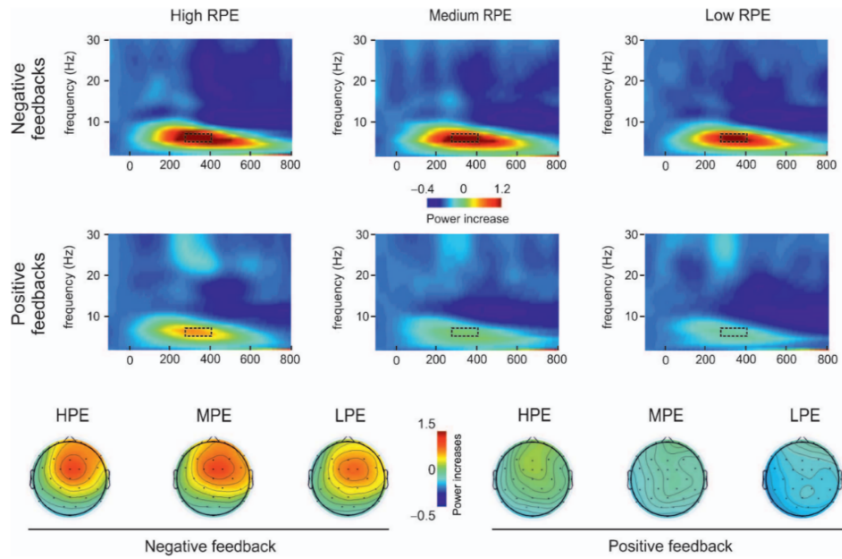 High RPE
Medium RPE
Low RPE
Negative
feedbacks
frequency (Hz)
30
20
10
0 200 400 600 800
frequency (Hz)
30
20
10
0 200 400 600 800
frequency (Hz)
30
20
10
0 200 400 600 800
−0.4 0 1.2
Power increase
Positive
feedbacks
frequency (Hz)
30
20
10
0 200 400 600 800
frequency (Hz)
30
20
10
0 200 400 600 800
frequency (Hz)
30
20
10
0 200 400 600 800
HPE
MPE
LPE
1.5
0
−0.5
Power increases
HPE
MPE
LPE
Negative feedback
Positive feedback